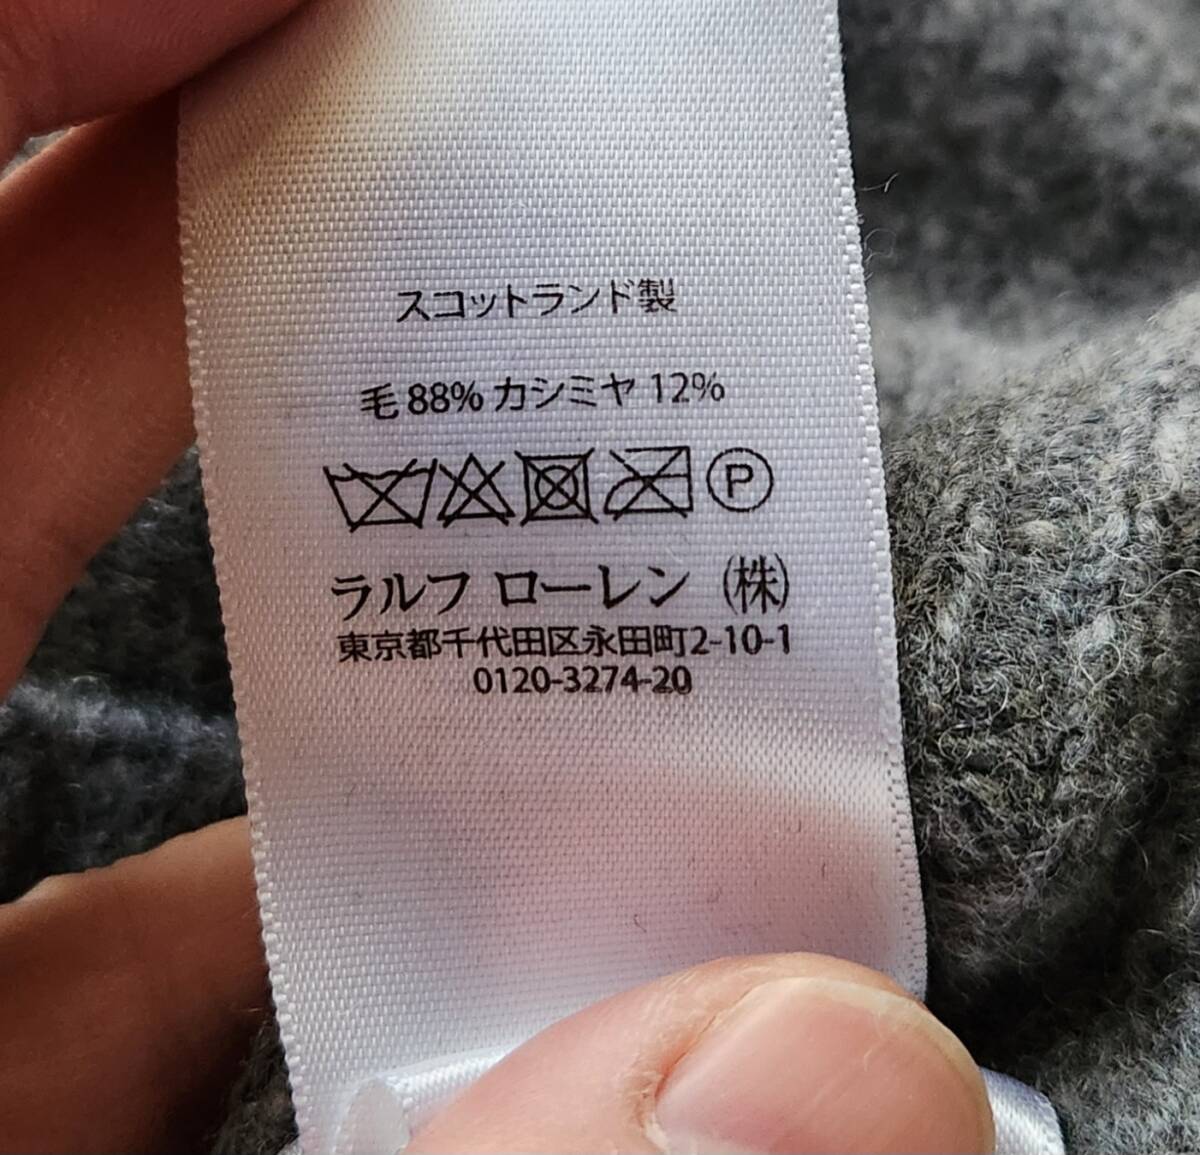 スコットランド製
毛 88% カシミヤ 12%
P
ラルフ ローレン (株)
東京都千代田区永田町2-10-1
0120-3274-20